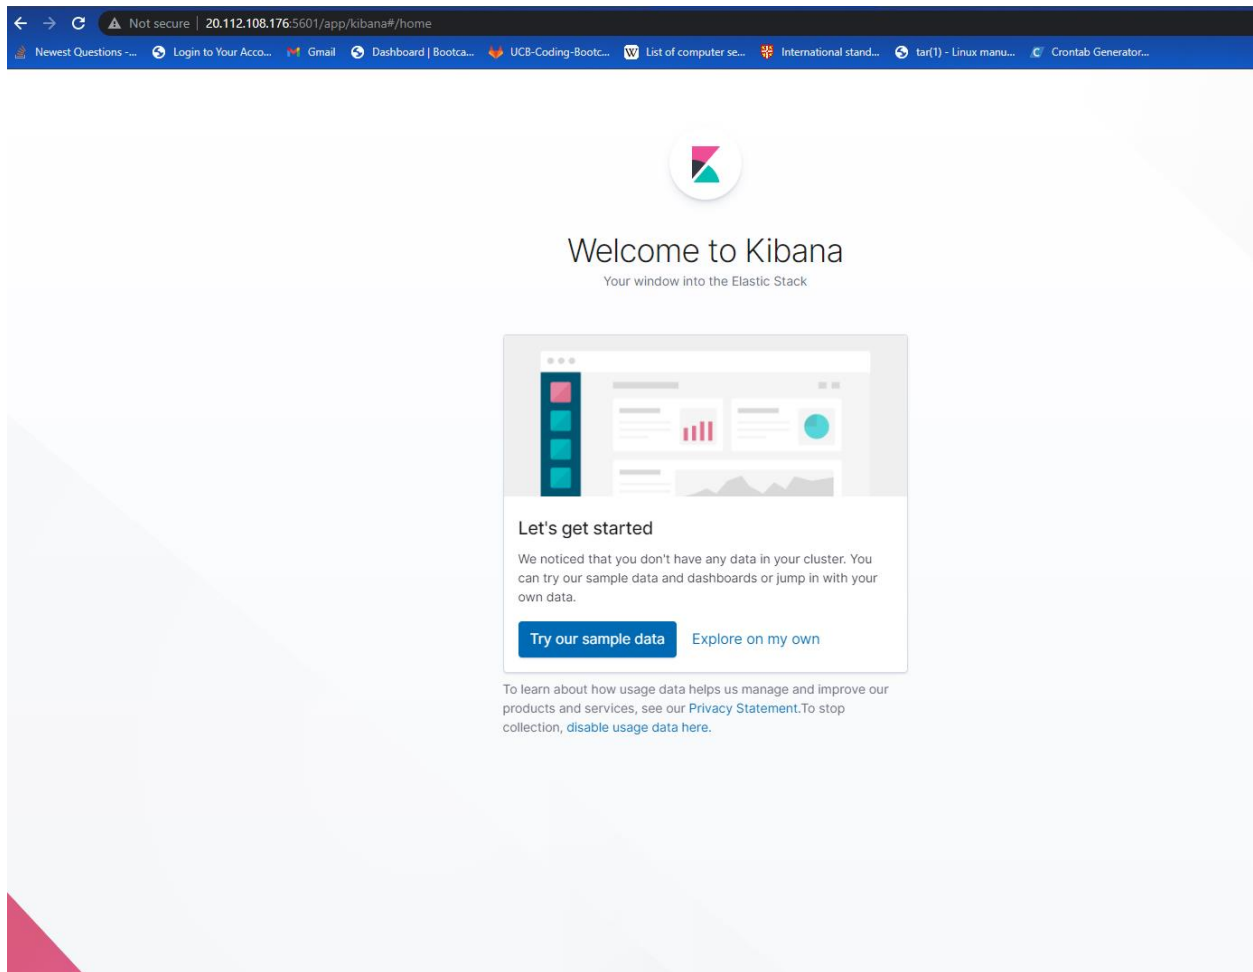 Not secure | 20.112.108.176:5601/app/kibana#/home
Newest Questions -... Login to Your Acco... Gmail Dashboard | Bootca... UCB-Coding-Bootc... W List of computer se... International stand... tar(1) - Linux manu... Crontab Generator...
Welcome to Kibana
Your window into the Elastic Stack
Let's get started
We noticed that you don't have any data in your cluster. You
can try our sample data and dashboards or jump in with your
own data.
Try our sample data Explore on my own
To learn about how usage data helps us manage and improve our
products and services, see our Privacy Statement.To stop
collection, disable usage data here.